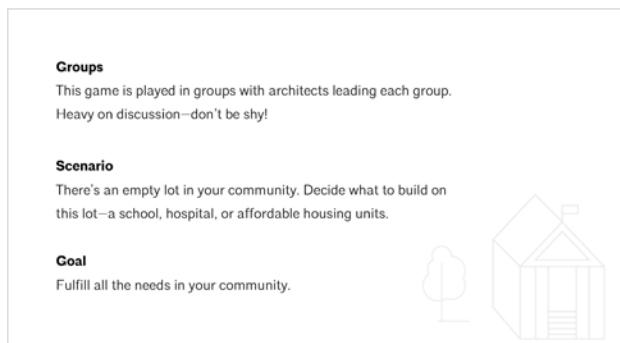 Groups
This game is played in groups with architects leading each group.
Heavy on discussion—don't be shy!
Scenario
There's an empty lot in your community. Decide what to build on
this lot—a school, hospital, or affordable housing units.
Goal
Fulfill all the needs in your community.